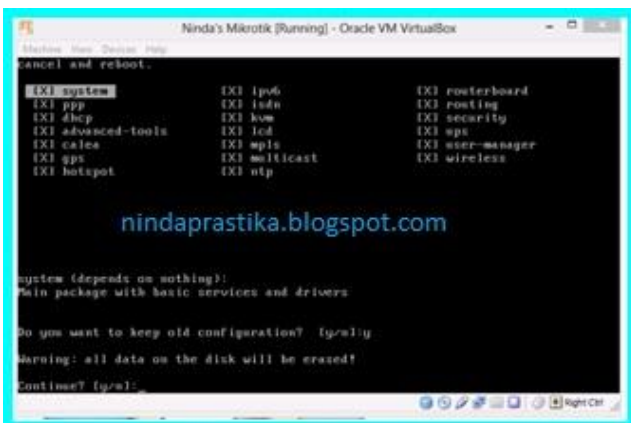 Ninda's Mikrotik [Running] - Oracle VM VirtualBox
Machine View Devices Help
cancel and reboot.
[X] system [X] ipv6 [X] routerboard
[X] ppp [X] isdn [X] routing
[X] dhcp [X] kvm [X] security
[X] advanced-tools [X] lcd [X] ups
[X] calea [X] mpls [X] user-manager
[X] gps [X] multicast [X] wireless
[X] hotspot [X] ntp
nindaprastika.blogspot.com
system (depends on nothing):
Main package with basic services and drivers
Do you want to keep old configuration? [y/n]:y
Warning: all data on the disk will be erased!
Continue? [y/n]:_
Right Ctrl